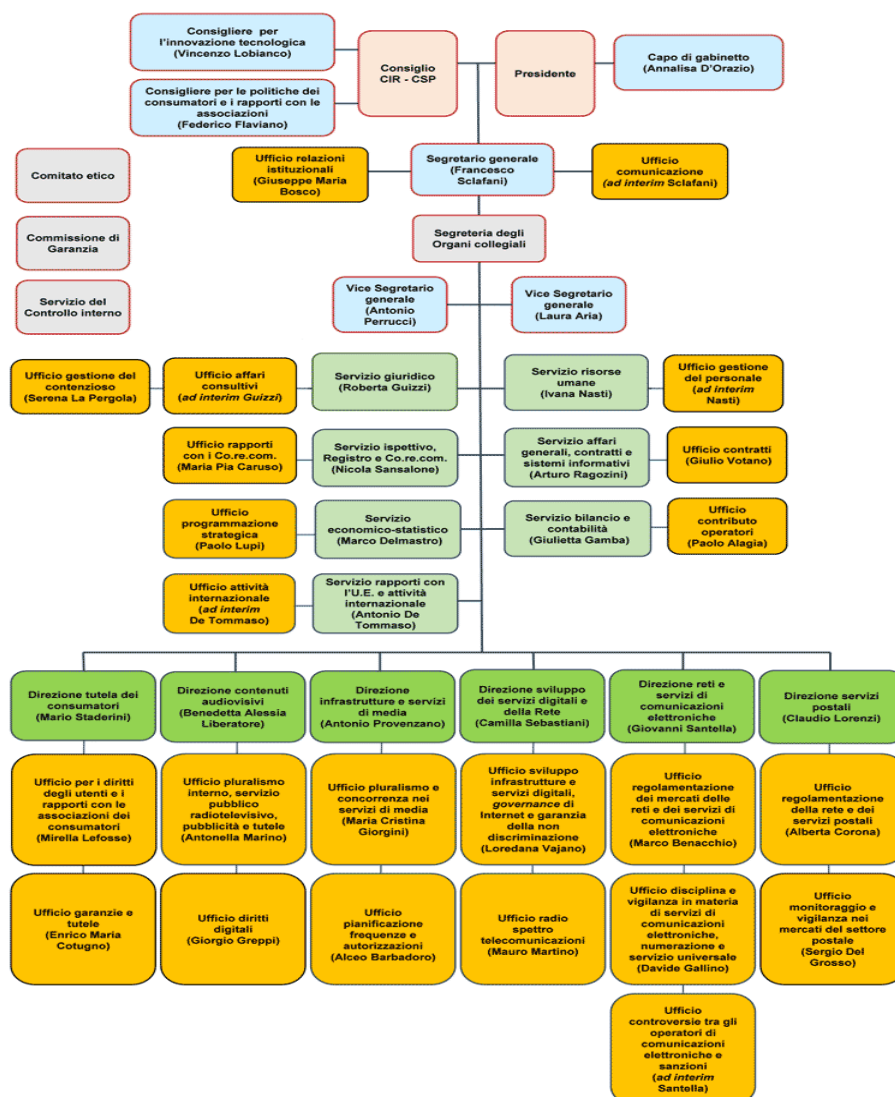 Consigliere per
l'innovazione tecnologica
(Vincenzo Lobianco)
Consiglio
CIR - CSP
Presidente
Capo di gabinetto
(Annalisa D'Orazio)
Consigliere per le politiche dei
consumatori e i rapporti con le
associazioni
(Federico Flaviano)
Comitato etico
Ufficio relazioni
istituzionali
(Giuseppe Maria
Bosco)
Segretario generale
(Francesco
Sclafani)
Ufficio
comunicazione
(ad interim Sclafani)
Commissione di
Garanzia
Segreteria degli
Organi collegiali
Servizio del
Controllo interno
Vice Segretario
generale
(Antonio
Perrucci)
Vice Segretario
generale
(Laura Aria)
Ufficio gestione del
contenzioso
(Serena La Pergola)
Ufficio affari
consultivi
(ad interim Guizzi)
Servizio giuridico
(Roberta Guizzi)
Servizio risorse
umane
(Ivana Nasti)
Ufficio gestione
del personale
(ad interim
Nasti)
Ufficio rapporti
con i Co.re.com.
(Maria Pia Caruso)
Servizio ispettivo,
Registro e Co.re.com.
(Nicola Sansalone)
Servizio affari
generali, contratti e
sistemi informativi
(Arturo Ragozini)
Ufficio contratti
(Giulio Votano)
Ufficio
programmazione
strategica
(Paolo Lupi)
Servizio
economico-statistico
(Marco Delmastro)
Servizio bilancio e
contabilità
(Giulietta Gamba)
Ufficio
contributo
operatori
(Paolo Alagia)
Ufficio attività
internazionale
(ad interim
De Tommaso)
Servizio rapporti con
l'U.E. e attività
internazionale
(Antonio De
Tommaso)
Direzione tutela dei
consumatori
(Mario Staderini)
Direzione contenuti
audiovisivi
(Benedetta Alessia
Liberatore)
Direzione
infrastrutture e servizi
di media
(Antonio Provenzano)
Direzione sviluppo
dei servizi digitali e
della Rete
(Camilla Sebastiani)
Direzione reti e
servizi di
comunicazioni
elettroniche
(Giovanni Santella)
Direzione servizi
postali
(Claudio Lorenzi)
Ufficio per i diritti
degli utenti e i
rapporti con le
associazioni dei
consumatori
(Mirella Lefosse)
Ufficio pluralismo
interno, servizio
pubblico
radiotelevisivo,
pubblicità e tutele
(Antonella Marino)
Ufficio pluralismo e
concorrenza nei
servizi di media
(Maria Cristina
Giorgini)
Ufficio sviluppo
infrastrutture e
servizi digitali,
governance di
Internet e garanzia
della non
discriminazione
(Loredana Vajano)
Ufficio
regolamentazione
dei mercati delle
reti e dei servizi di
comunicazioni
elettroniche
(Marco Benacchio)
Ufficio
regolamentazione
della rete e dei
servizi postali
(Alberta Corona)
Ufficio garanzie e
tutele
(Enrico Maria
Cotugno)
Ufficio diritti
digitali
(Giorgio Greppi)
Ufficio
pianificazione
frequenze e
autorizzazioni
(Alceo Barbadoro)
Ufficio radio
spettro
telecomunicazioni
(Mauro Martino)
Ufficio disciplina e
vigilanza in materia
di servizi di
comunicazioni
elettroniche,
numerazione e
servizio universale
(Davide Gallino)
Ufficio
monitoraggio e
vigilanza nei
mercati del settore
postale
(Sergio Del
Grosso)
Ufficio
controversie tra gli
operatori di
comunicazioni
elettroniche e
sanzioni
(ad interim
Santella)